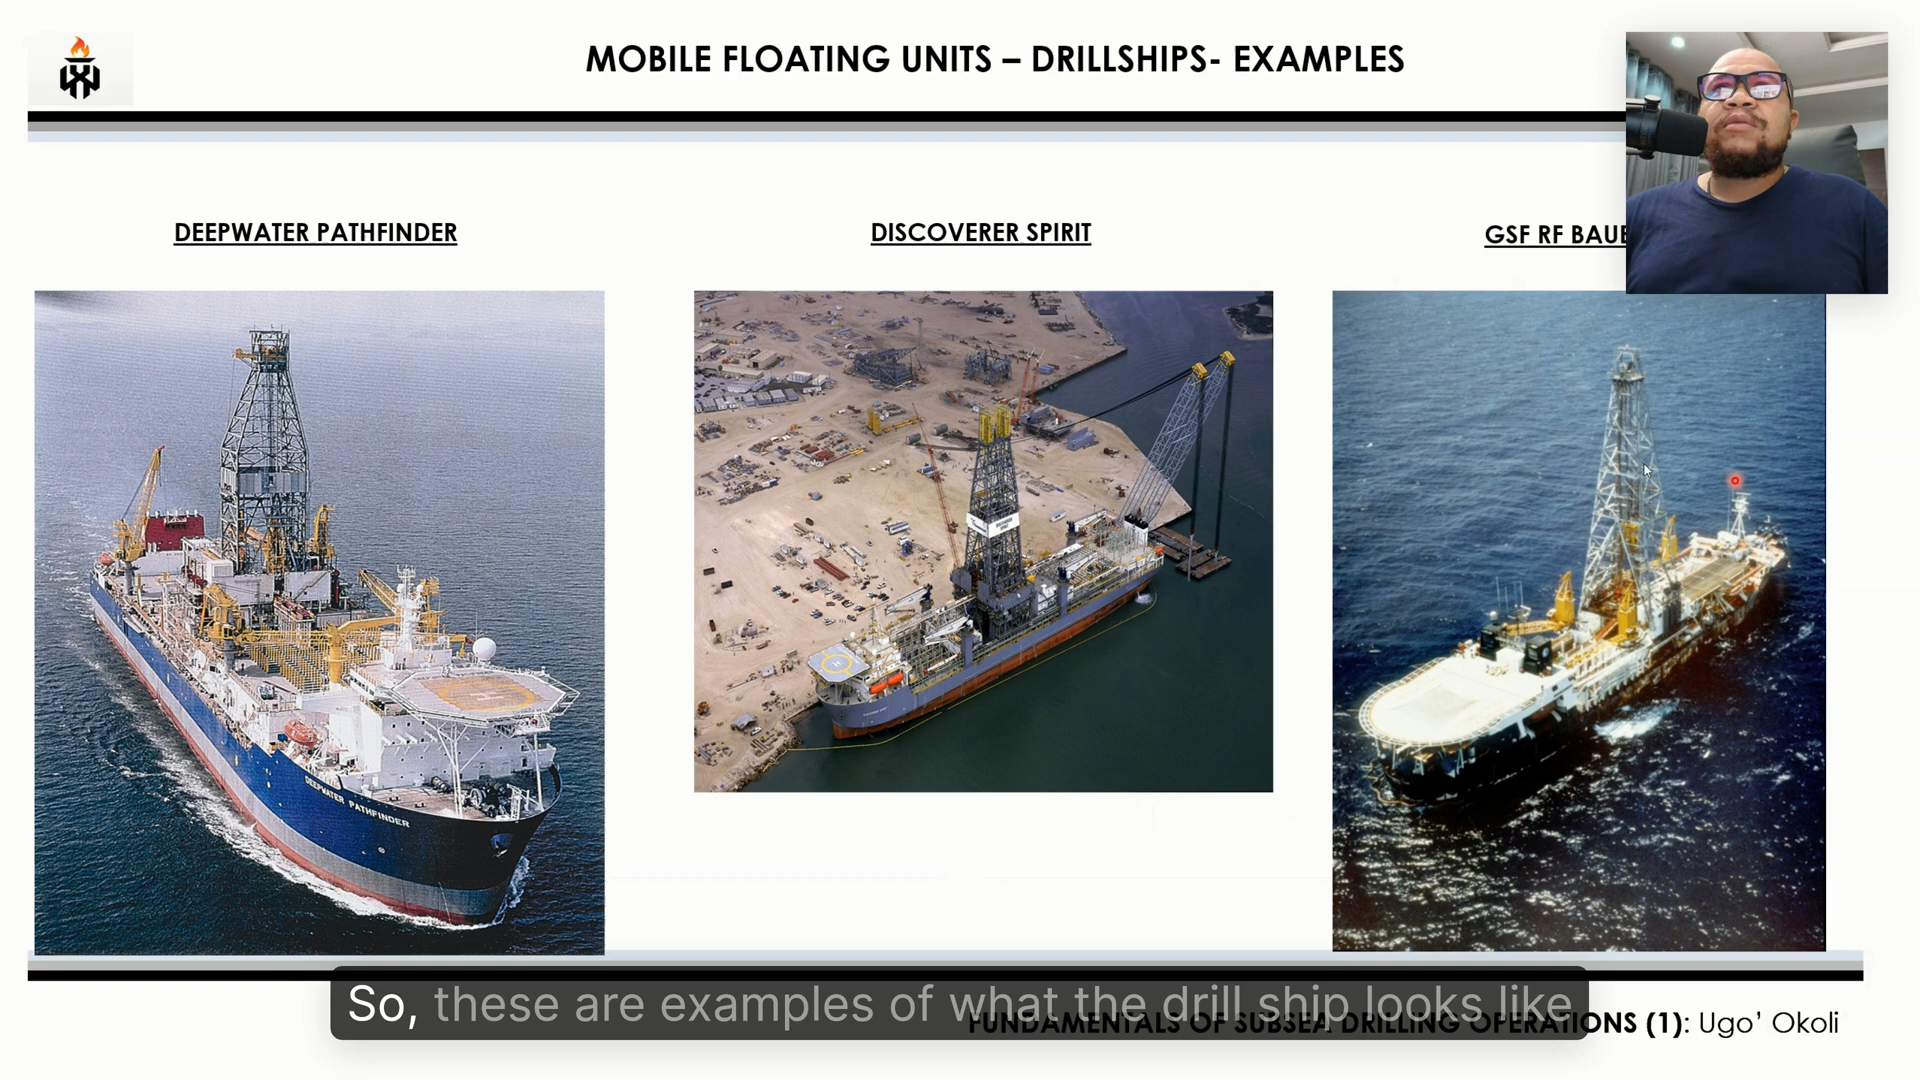 MOBILE FLOATING UNITS – DRILLSHIPS- EXAMPLES
DEEPWATER PATHFINDER
DISCOVERER SPIRIT
GSF RF BAUE
DEEPWATER PATHFINDER
H
So, these are examples of what the drill ship looks like
FUNDAMENTALS OF SUBSEA DRILLING OPERATIONS (1): Ugo’ Okoli